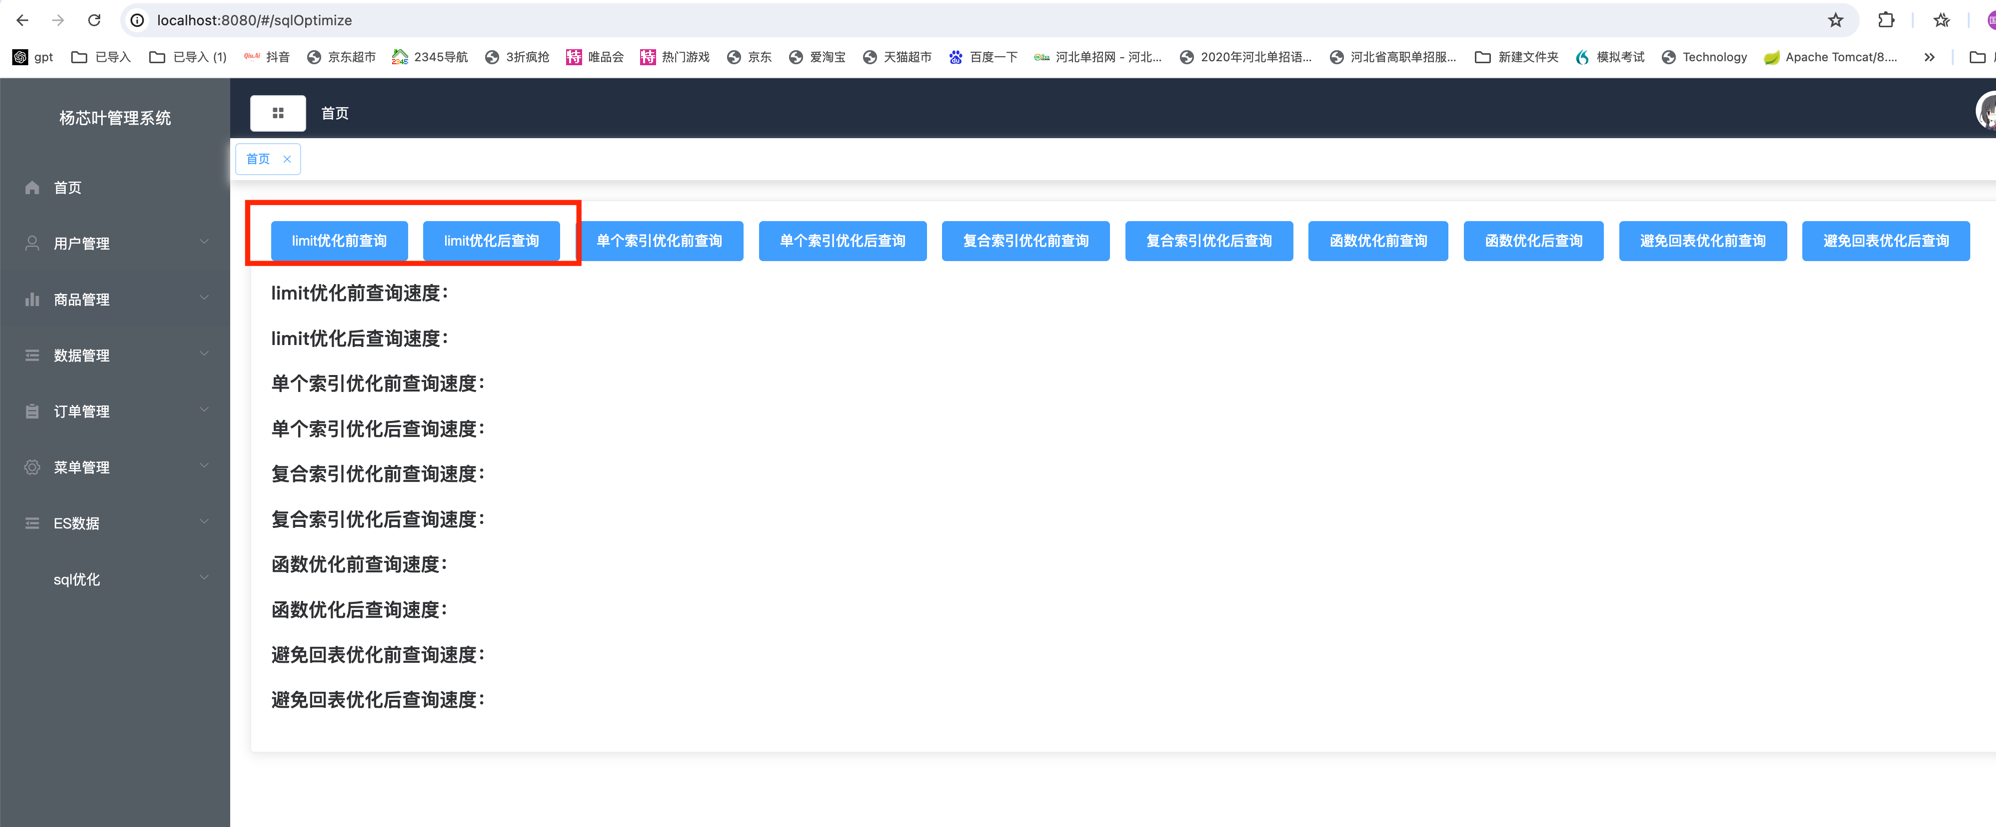 localhost:8080/#/sqlOptimize
gpt 已导入 已导入 (1) 抖音 京东超市 2345导航 3折疯抢 特 唯品会 特 热门游戏 京东 爱淘宝 天猫超市 百度一下 河北单招网 - 河北... 2020年河北单招语... 河北省高职单招服... 新建文件夹 模拟考试 Technology Apache Tomcat/8.... »
杨芯叶管理系统
首页
首页 ×
首页
用户管理
商品管理
数据管理
订单管理
菜单管理
ES数据
sql优化
limit优化前查询 limit优化后查询 单个索引优化前查询 单个索引优化后查询 复合索引优化前查询 复合索引优化后查询 函数优化前查询 函数优化后查询 避免回表优化前查询 避免回表优化后查询
limit优化前查询速度：
limit优化后查询速度：
单个索引优化前查询速度：
单个索引优化后查询速度：
复合索引优化前查询速度：
复合索引优化后查询速度：
函数优化前查询速度：
函数优化后查询速度：
避免回表优化前查询速度：
避免回表优化后查询速度：